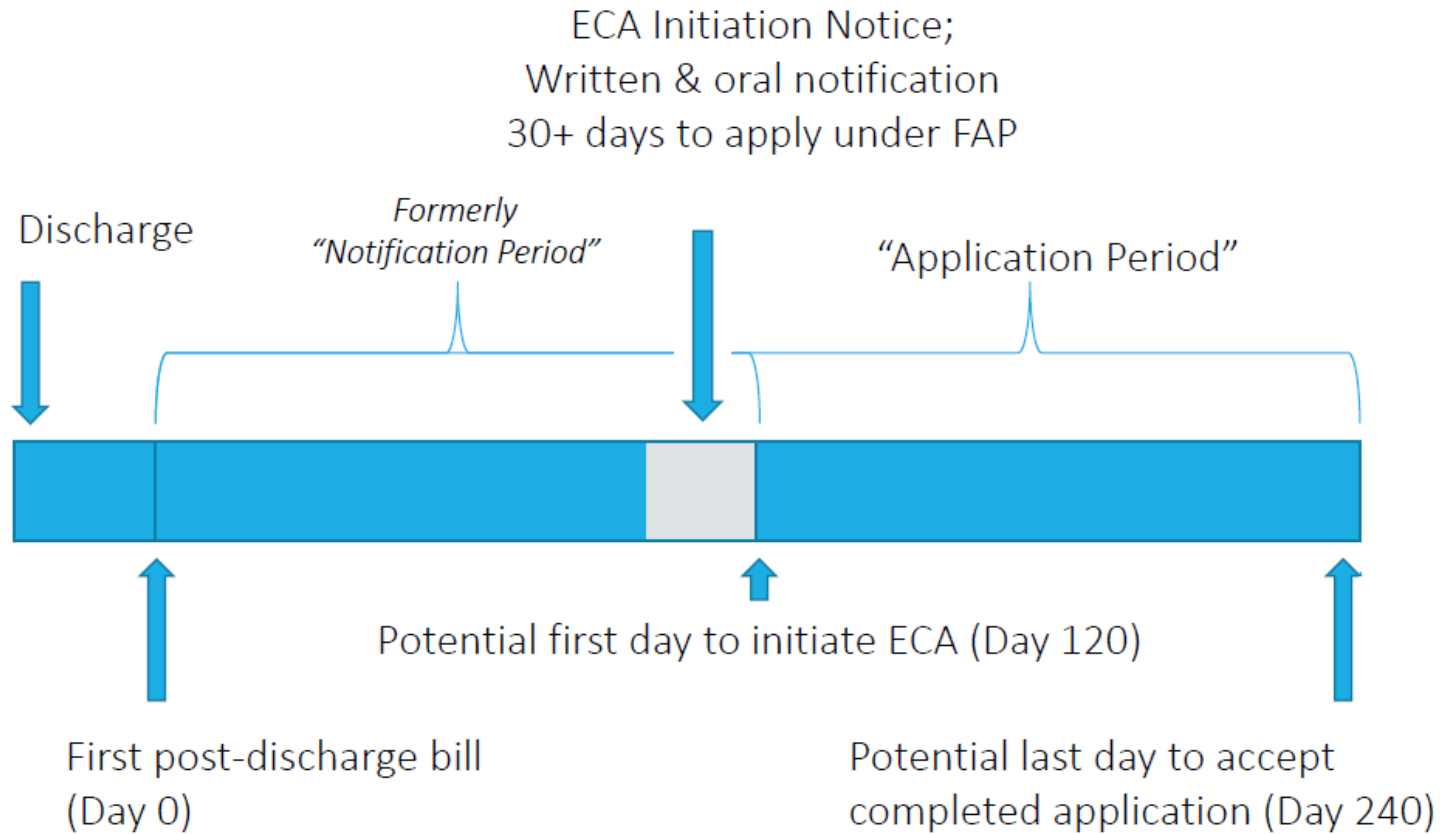 ECA Initiation Notice;
Written & oral notification
30+ days to apply under FAP
Discharge
Formerly
“Notification Period”
“Application Period”
Potential first day to initiate ECA (Day 120)
First post-discharge bill
(Day 0)
Potential last day to accept
completed application (Day 240)